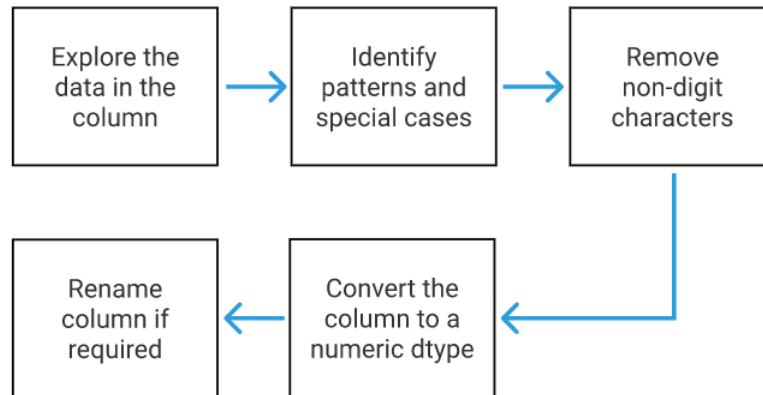 Explore the
data in the
column
Identify
patterns and
special cases
Remove
non-digit
characters
Convert the
column to a
numeric dtype
Rename
column if
required